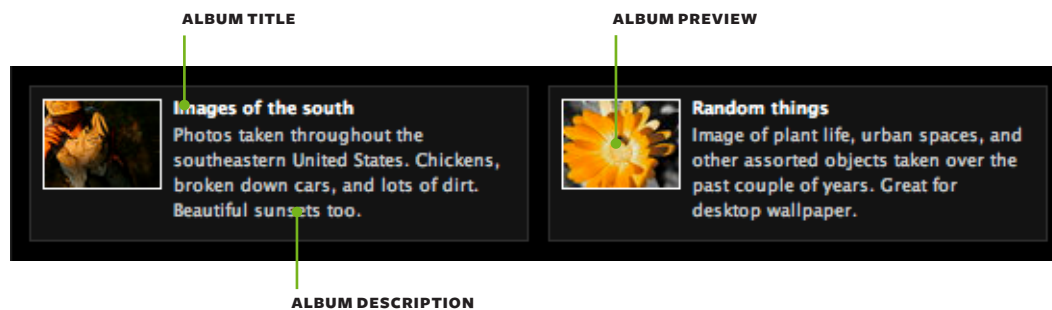 ALBUM TITLE
ALBUM PREVIEW
Images of the south
Photos taken throughout the
southeastern United States. Chickens,
broken down cars, and lots of dirt.
Beautiful sunsets too.
Random things
Image of plant life, urban spaces, and
other assorted objects taken over the
past couple of years. Great for
desktop wallpaper.
ALBUM DESCRIPTION